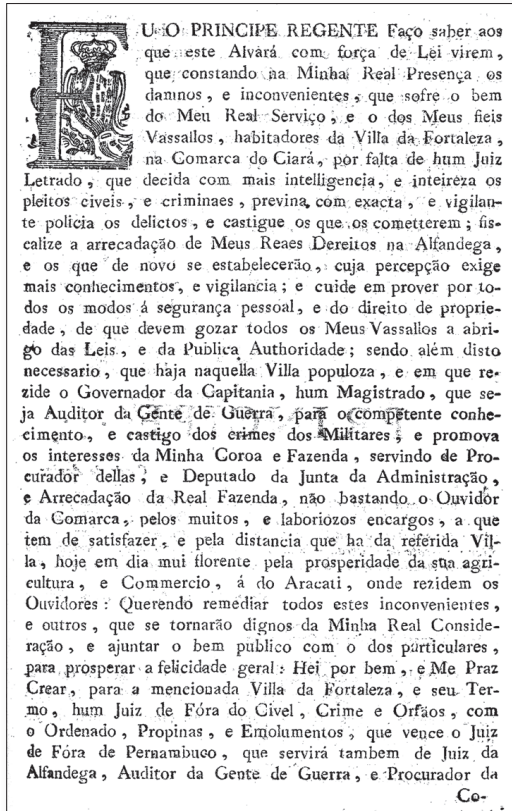 EU O PRINCIPE REGENTE Faço saber aos
que este Alvará com força de Lei virem,
que constando na Minha Real Presença os
damnos, e inconvenientes, que sofre o bem
do Meu Real Serviço, e o dos Meus fieis
Vassallos, habitadores da Villa da Fortaleza,
na Comarca do Ciará, por falta de hum Juiz
Letrado, que decida com mais intelligencia, e inteireza os
pleitos civeis, e criminaes, previna com exacta, e vigilan-
te policia os delictos, e castigue os que os cometterem; fis-
calize a arrecadação de Meus Reaes Dereitos na Alfandega,
e os que de novo se estabelecerão, cuja percepção exige
mais conhecimentos, e vigilancia; e cuide em prover por to-
dos os modos á segurança pessoal, e do direito de proprie-
dade, de que devem gozar todos os Meus Vassallos a abri-
go das Leis, e da Publica Authoridade; sendo além disto
necessario, que haja naquella Villa populoza, e em que re-
zide o Governador da Capitania, hum Magistrado, que se-
ja Auditor da Gente de Guerra, para o competente conhe-
cimento, e castigo dos crimes dos Militares; e promova
os interesses da Minha Coroa e Fazenda, servindo de Pro-
curador dellas; e Deputado da Junta da Administração,
e Arrecadação da Real Fazenda, não bastando o Ouvidor
da Comarca, pelos muitos, e laboriozos encargos, a que
tem de satisfazer, e pela distancia que ha da referida Vil-
la, hoje em dia mui florente pela prosperidade da sua agri-
cultura, e Commercio, á do Aracati, onde rezidem os
Ouvidores: Querendo remediar todos estes inconvenientes,
e outros, que se tornarão dignos da Minha Real Conside-
ração, e ajuntar o bem publico com o dos particulares,
para prosperar a felicidade geral: Hei por bem, e Me Praz
Crear, para a mencionada Villa da Fortaleza, e seu Ter-
mo, hum Juiz de Fóra do Civel, Crime e Orfãos, com
o Ordenado, Propinas, e Emolumentos, que vence o Juiz
de Fóra de Pernambuco, que servirá tambem de Juiz da
Alfandega, Auditor da Gente de Guerra, e Procurador da
Co-